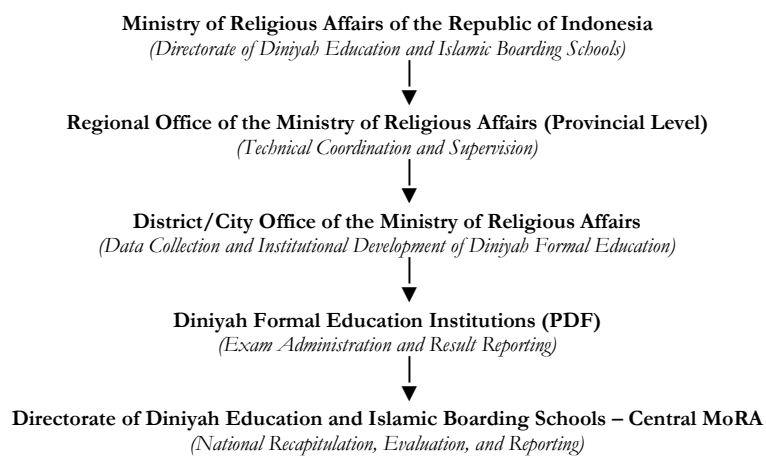 Ministry of Religious Affairs of the Republic of Indonesia
(Directorate of Diniyah Education and Islamic Boarding Schools)
Regional Office of the Ministry of Religious Affairs (Provincial Level)
(Technical Coordination and Supervision)
District/City Office of the Ministry of Religious Affairs
(Data Collection and Institutional Development of Diniyah Formal Education)
Diniyah Formal Education Institutions (PDF)
(Exam Administration and Result Reporting)
Directorate of Diniyah Education and Islamic Boarding Schools – Central MoRA
(National Recapitulation, Evaluation, and Reporting)